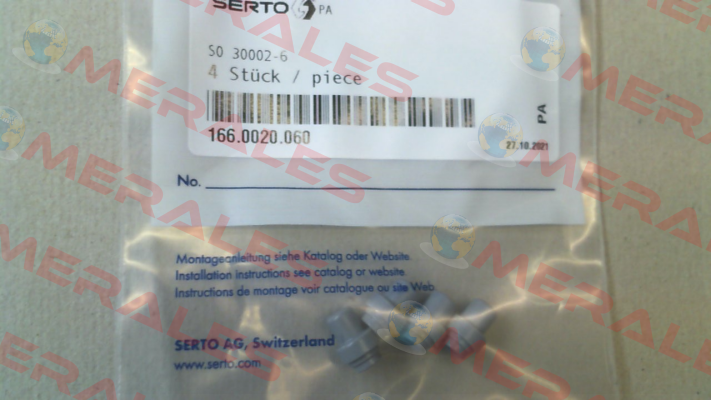 SERTO PA
SO 30002-6
4 Stück / piece
166.0020.060
PA
27.10.2021
No.
Montageanleitung siehe Katalog oder Website
Installation instructions see catalog or website
Instructions de montage voir catalogue ou site Web
SERTO AG, Switzerland
www.serto.com
MERALES
MERALES
MERALES
MERALES
MERALES
MERALES